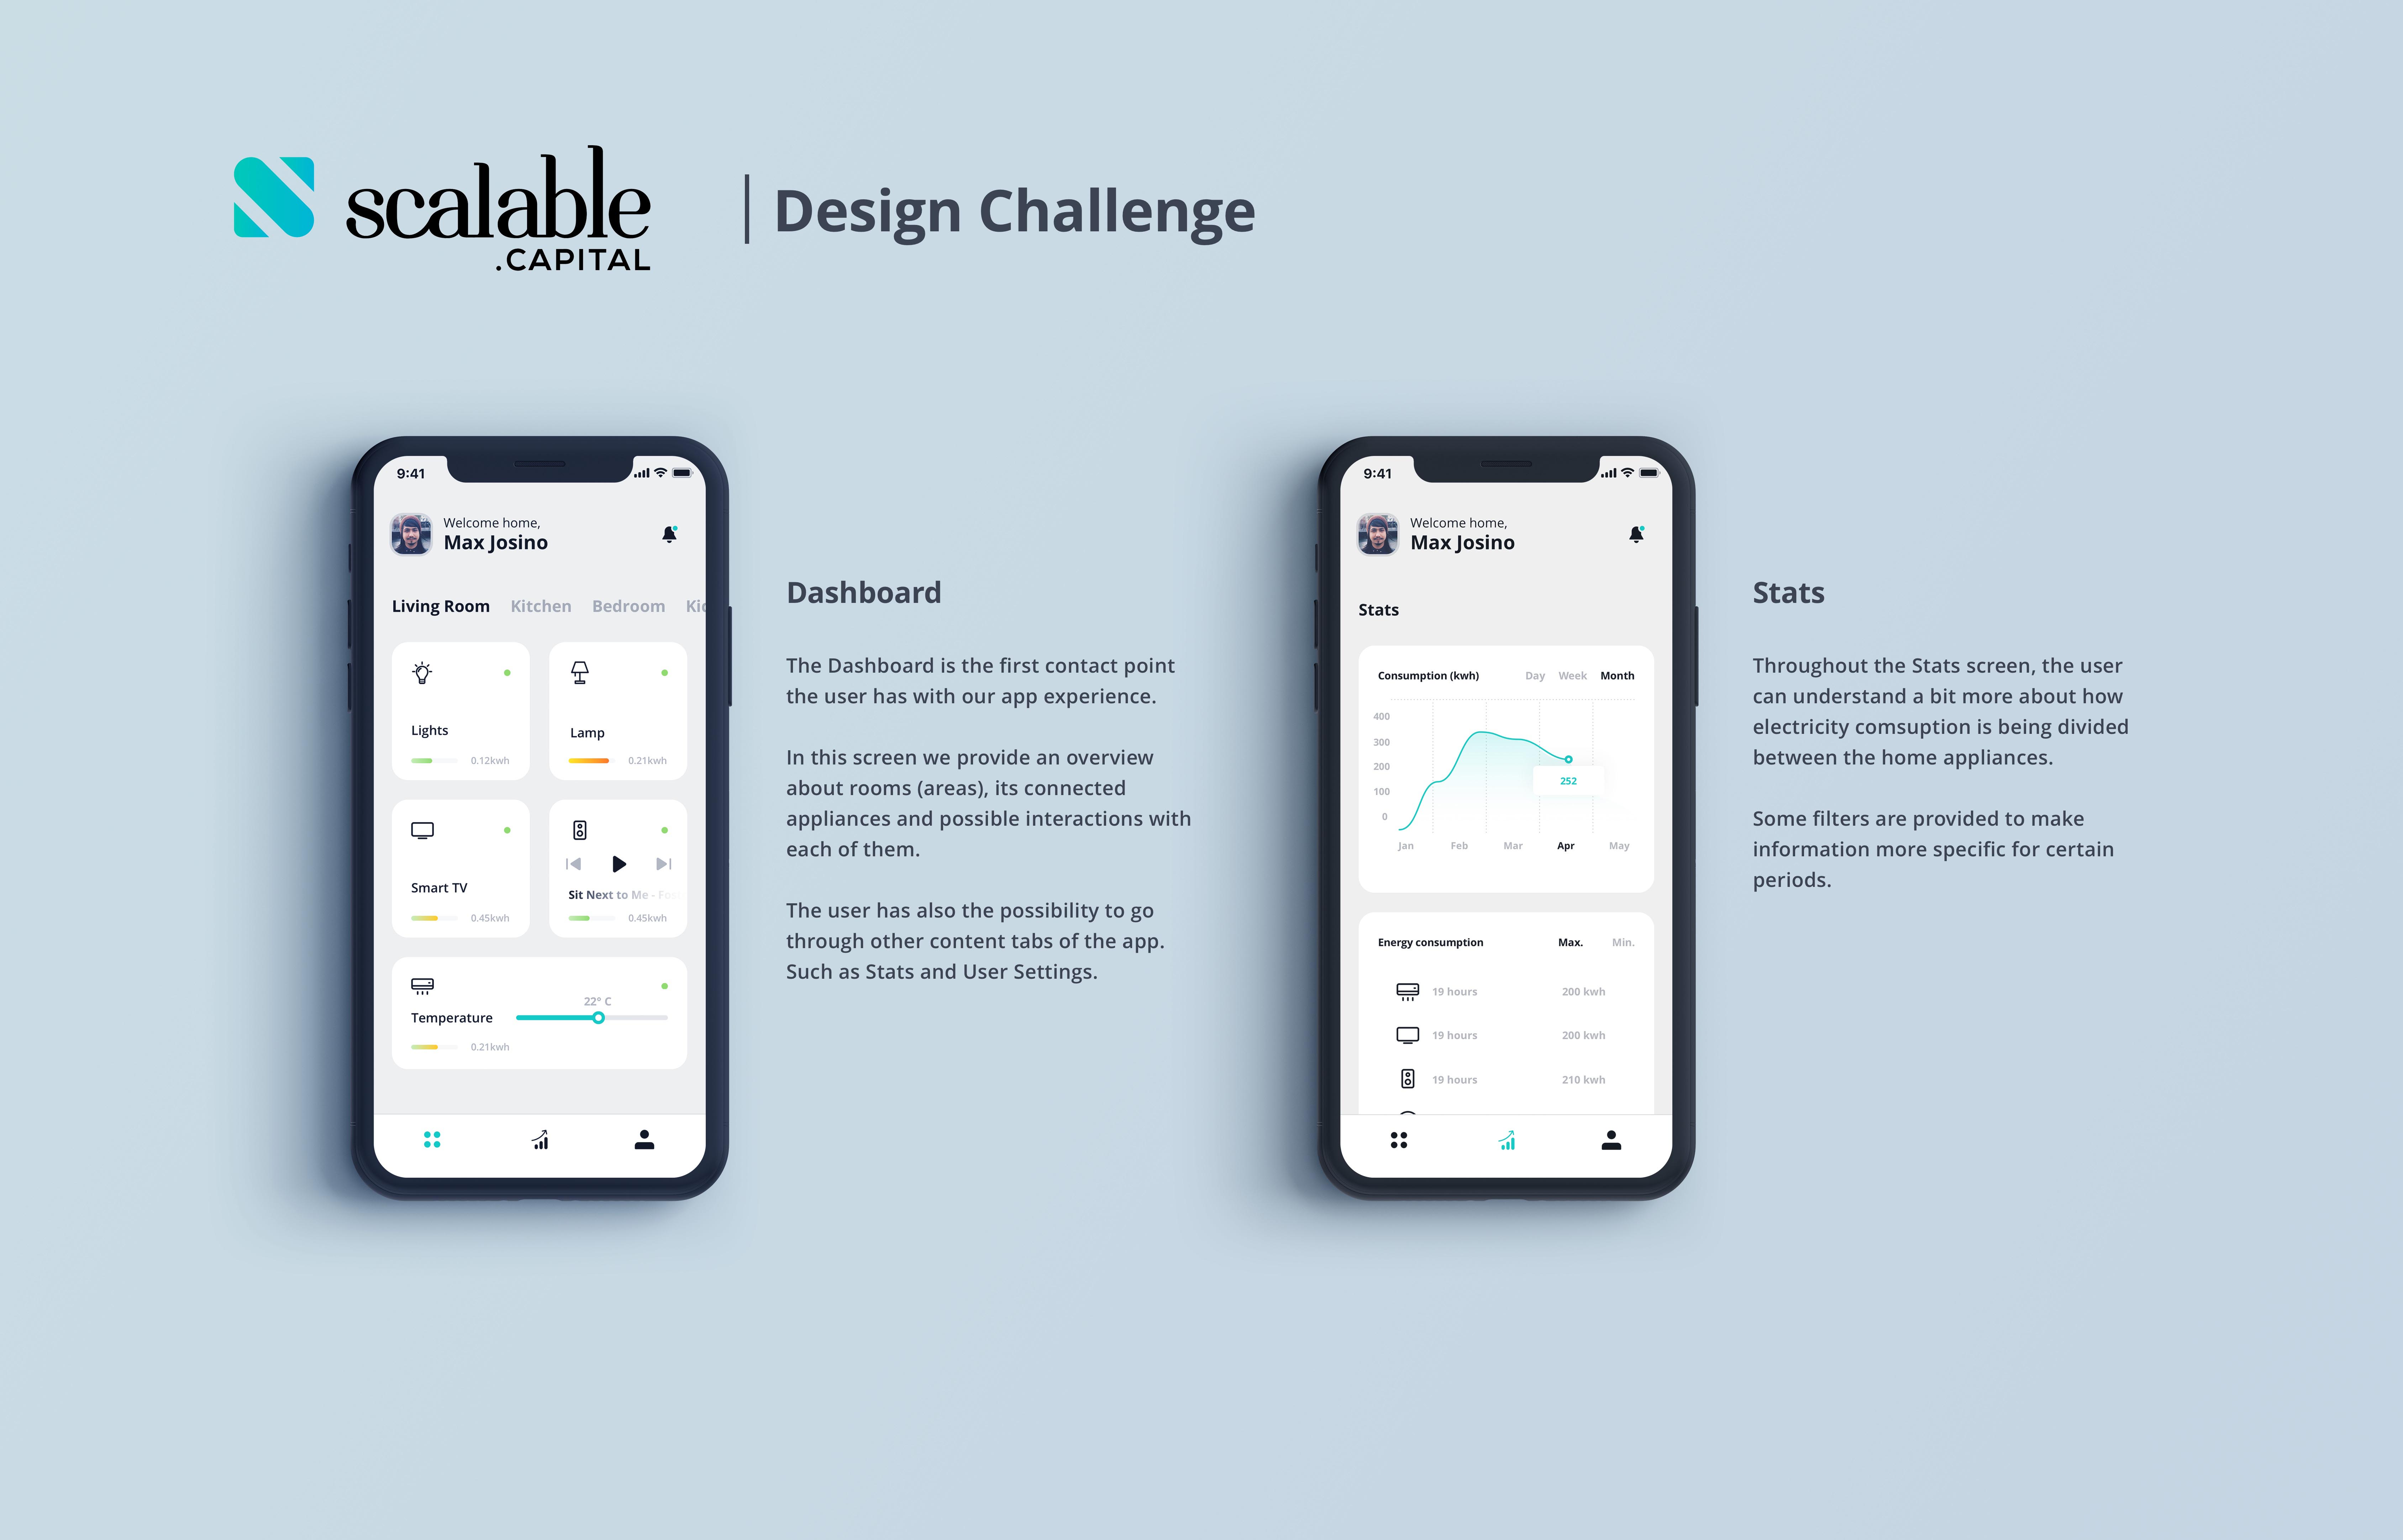 scalable
.CAPITAL
Design Challenge
9:41
Welcome home,
Max Josino
Living Room Kitchen Bedroom Kid
Lights
0.12kwh
Lamp
0.21kwh
Smart TV
0.45kwh
Sit Next to Me - Fos
0.45kwh
22° C
Temperature
0.21kwh
Dashboard
The Dashboard is the first contact point
the user has with our app experience.
In this screen we provide an overview
about rooms (areas), its connected
appliances and possible interactions with
each of them.
The user has also the possibility to go
through other content tabs of the app.
Such as Stats and User Settings.
9:41
Welcome home,
Max Josino
Stats
Consumption (kwh) Day Week Month
400
300
200
100
0
252
Jan Feb Mar Apr May
Energy consumption Max. Min.
19 hours 200 kwh
19 hours 200 kwh
19 hours 210 kwh
Stats
Throughout the Stats screen, the user
can understand a bit more about how
electricity comsuption is being divided
between the home appliances.
Some filters are provided to make
information more specific for certain
periods.